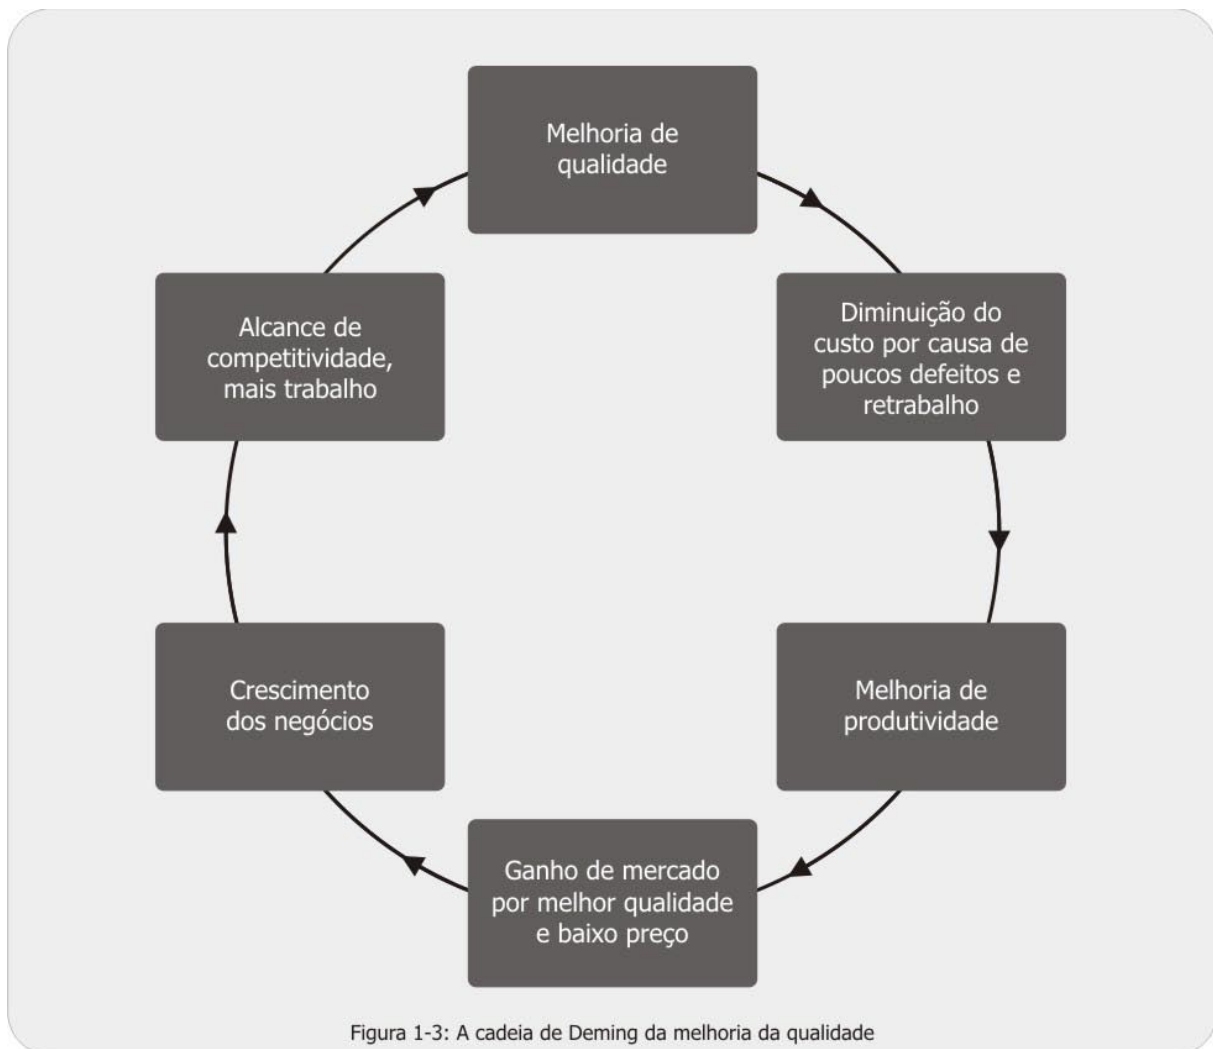 Melhoria de
qualidade
Diminuição do
custo por causa de
poucos defeitos e
retrabalho
Melhoria de
produtividade
Ganho de mercado
por melhor qualidade
e baixo preço
Crescimento
dos negócios
Alcance de
competitividade,
mais trabalho
Figura 1-3: A cadeia de Deming da melhoria da qualidade